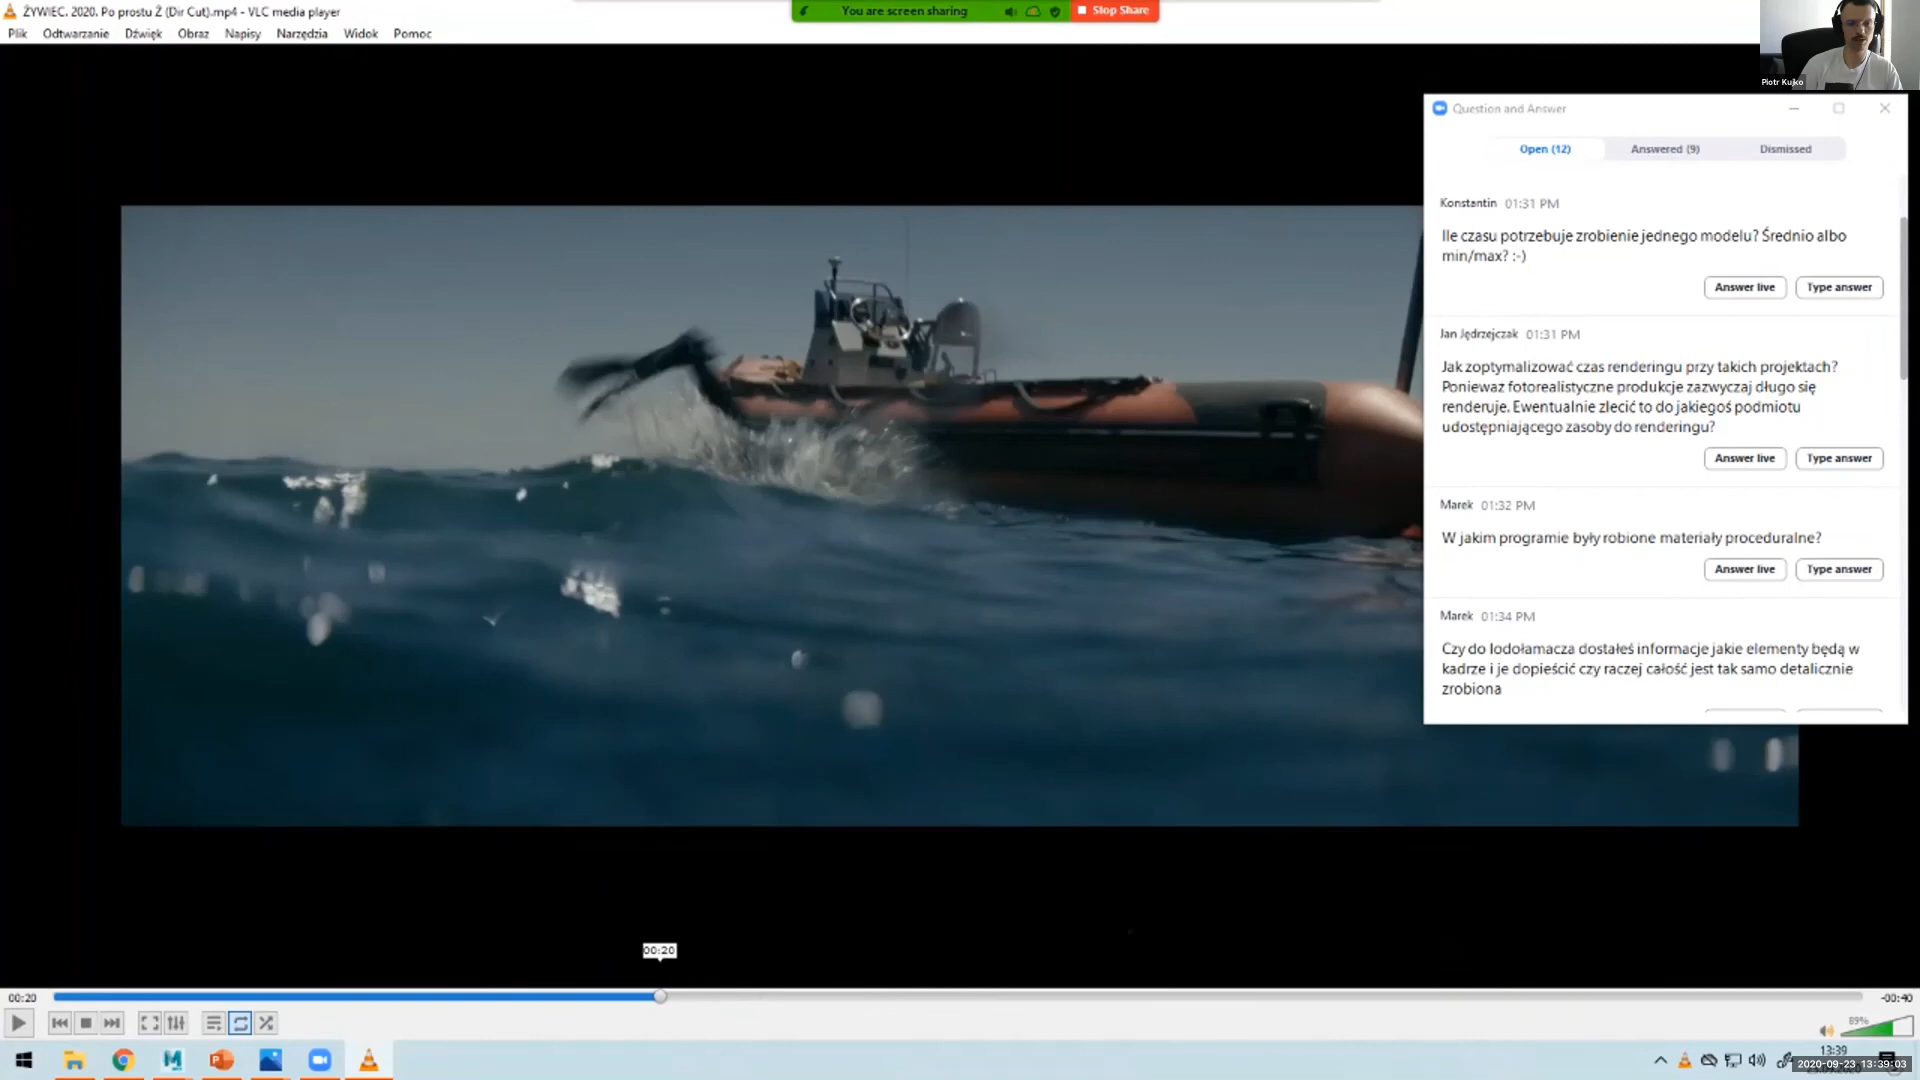 ŻYWIEC. 2020. Po prostu Ż (Dir Cut).mp4 - VLC media player
You are screen sharing
Stop Share
Plik Odtwarzanie Dźwięk Obraz Napisy Narzędzia Widok Pomoc
Piotr Kujko
Question and Answer
Open (12) Answered (9) Dismissed
Konstantin 01:31 PM
Ile czasu potrzebuje zrobienie jednego modelu? Średnio albo
min/max? :-)
Answer live Type answer
Jan Jędrzejczak 01:31 PM
Jak zoptymalizować czas renderingu przy takich projektach?
Ponieważ fotorealistyczne produkcje zazwyczaj długo się
renderuje. Ewentualnie zlecić to do jakiegoś podmiotu
udostępniającego zasoby do renderingu?
Answer live Type answer
Marek 01:32 PM
W jakim programie były robione materiały proceduralne?
Answer live Type answer
Marek 01:34 PM
Czy do lodołamacza dostałeś informacje jakie elementy będą w
kadrze i je dopieścić czy raczej całość jest tak samo detalicznie
zrobiona
00:20
00:20 -00:40
89%
13:39
2020-09-23 13:39:03